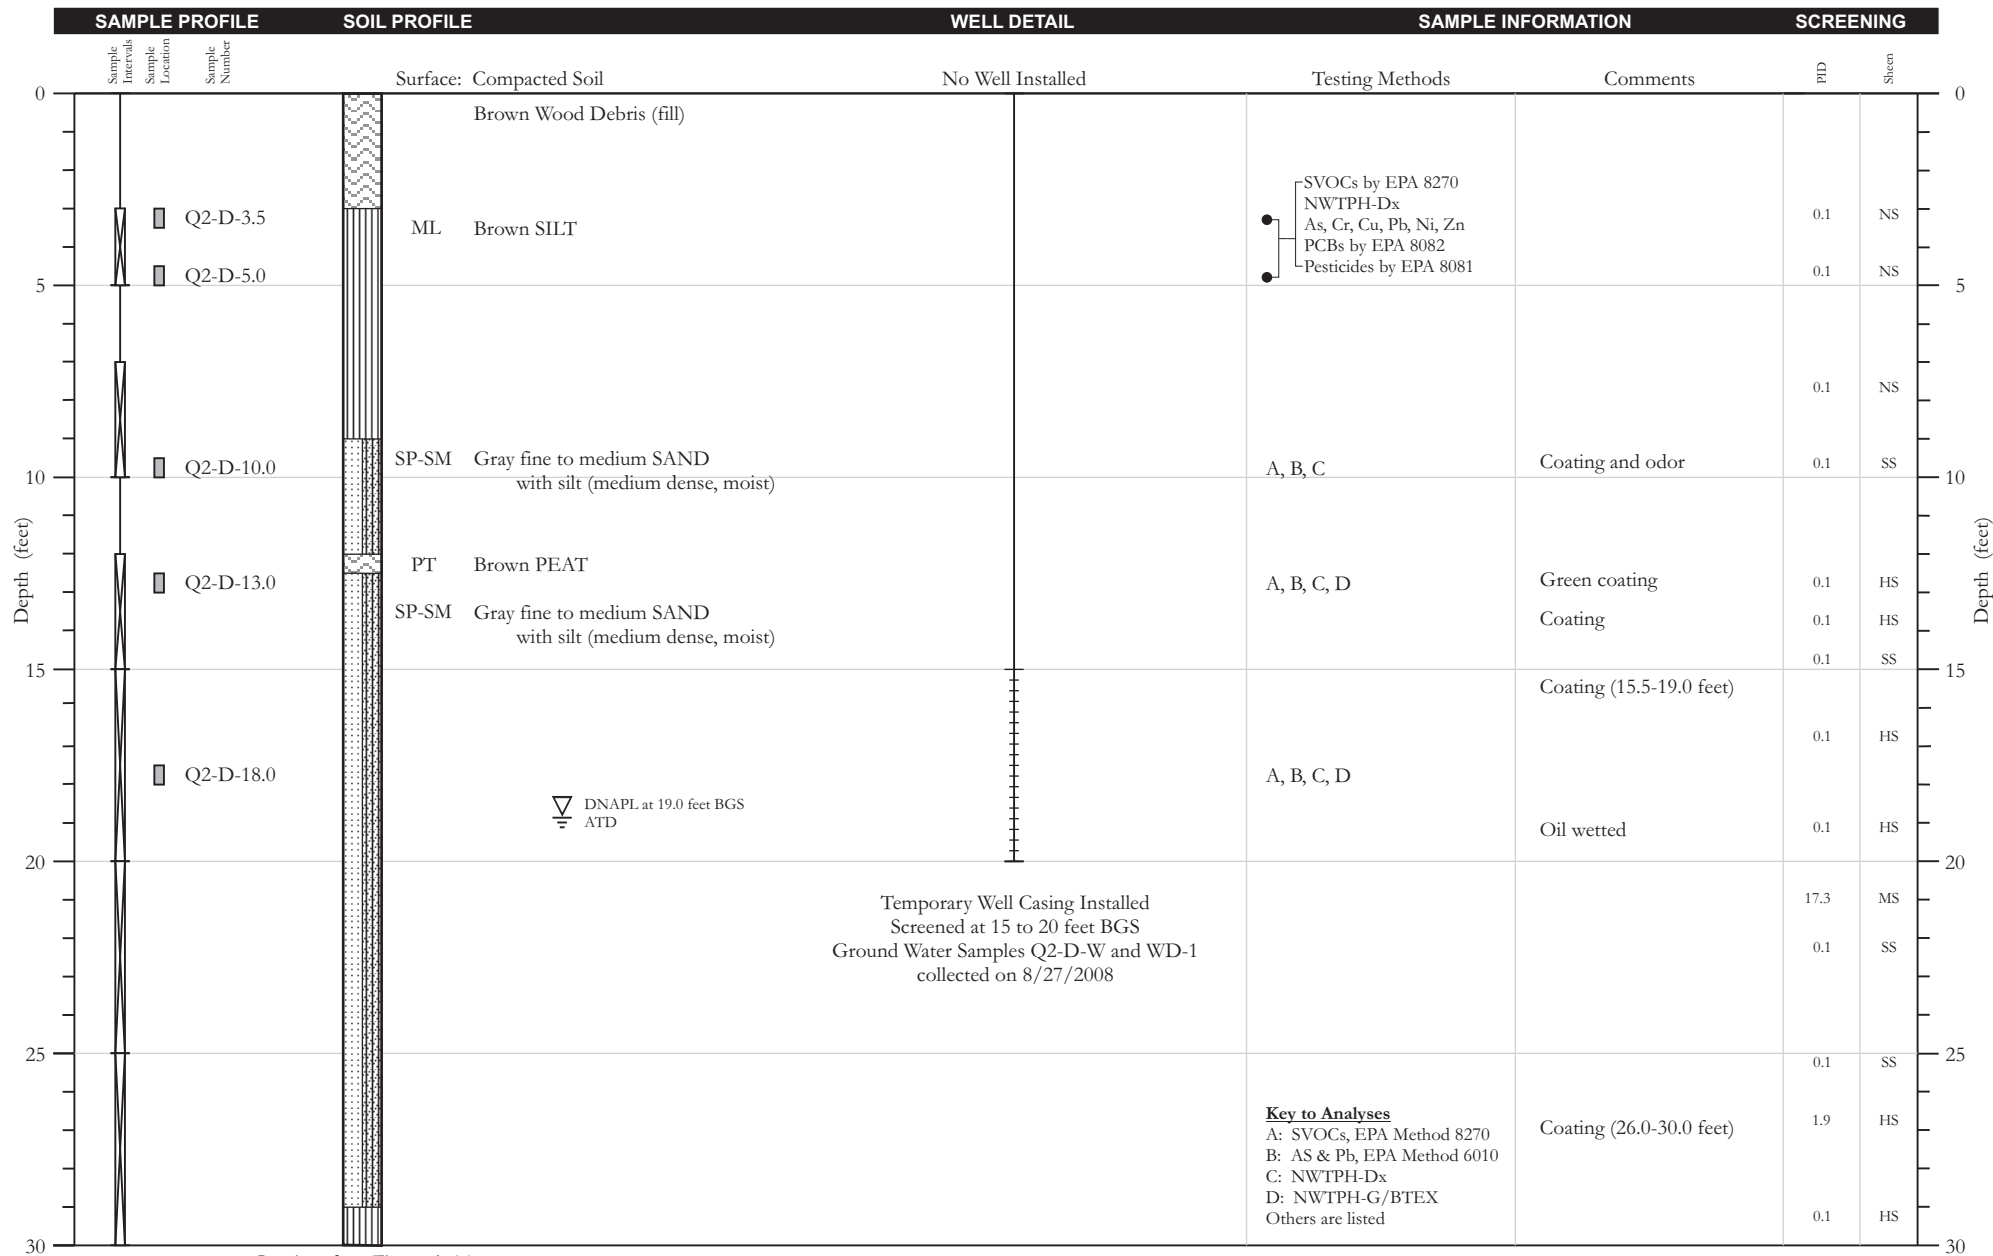 SAMPLE PROFILE SOIL PROFILE WELL DETAIL SAMPLE INFORMATION SCREENING
Sample Intervals
Sample Location
Sample Number
Surface: Compacted Soil
No Well Installed
Testing Methods
Comments
PID
Sheen
0 0
Brown Wood Debris (fill)
SVOCs by EPA 8270
NWTPH-Dx
As, Cr, Cu, Pb, Ni, Zn
PCBs by EPA 8082
Pesticides by EPA 8081
Q2-D-3.5
ML Brown SILT
0.1 NS
Q2-D-5.0
0.1 NS
5 5
0.1 NS
Q2-D-10.0
SP-SM Gray fine to medium SAND
with silt (medium dense, moist)
A, B, C
Coating and odor
0.1 SS
10 10
Depth (feet)
Depth (feet)
PT Brown PEAT
Q2-D-13.0
A, B, C, D
Green coating
0.1 HS
SP-SM Gray fine to medium SAND
with silt (medium dense, moist)
Coating
0.1 HS
0.1 SS
15 15
Coating (15.5-19.0 feet)
0.1 HS
Q2-D-18.0
A, B, C, D
DNAPL at 19.0 feet BGS
ATD
Oil wetted
0.1 HS
20 20
Temporary Well Casing Installed
Screened at 15 to 20 feet BGS
Ground Water Samples Q2-D-W and WD-1
collected on 8/27/2008
17.3 MS
0.1 SS
25 25
0.1 SS
Key to Analyses
A: SVOCs, EPA Method 8270
B: AS & Pb, EPA Method 6010
C: NWTPH-Dx
D: NWTPH-G/BTEX
Others are listed
Coating (26.0-30.0 feet)
1.9 HS
0.1 HS
30 30